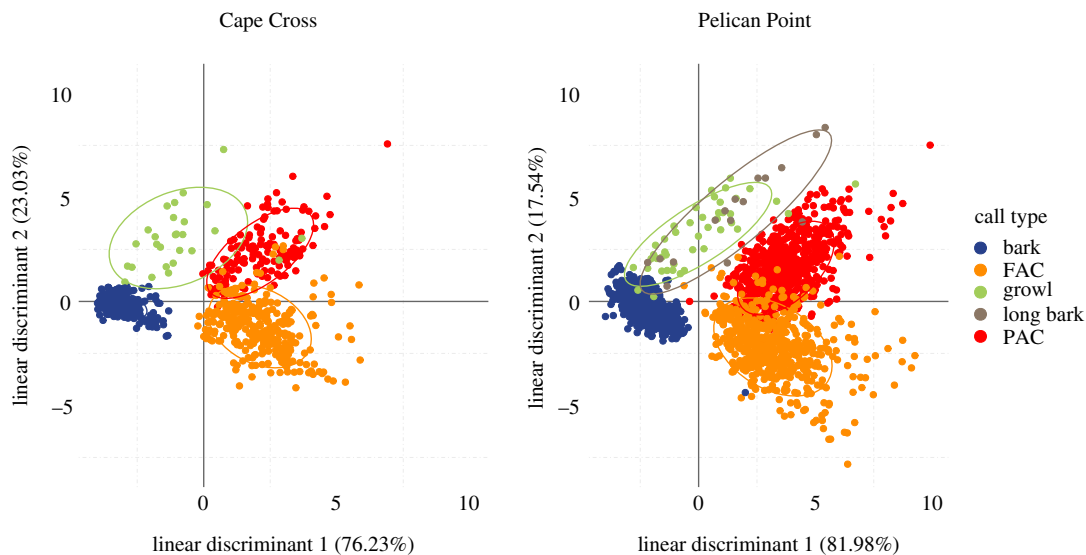 Cape Cross
Pelican Point
10
5
0
−5
0
5
10
linear discriminant 2 (23.03%)
linear discriminant 1 (76.23%)
10
5
0
−5
0
5
10
linear discriminant 2 (17.54%)
linear discriminant 1 (81.98%)
call type
bark
FAC
growl
long bark
PAC